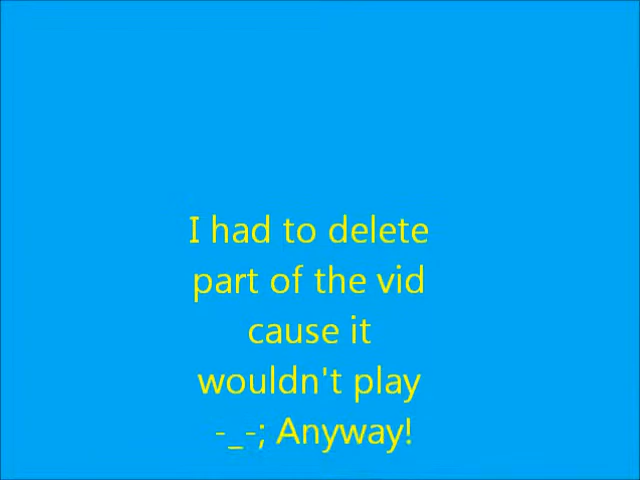 I had to delete
part of the vid
cause it
wouldn't play
-_-; Anyway!